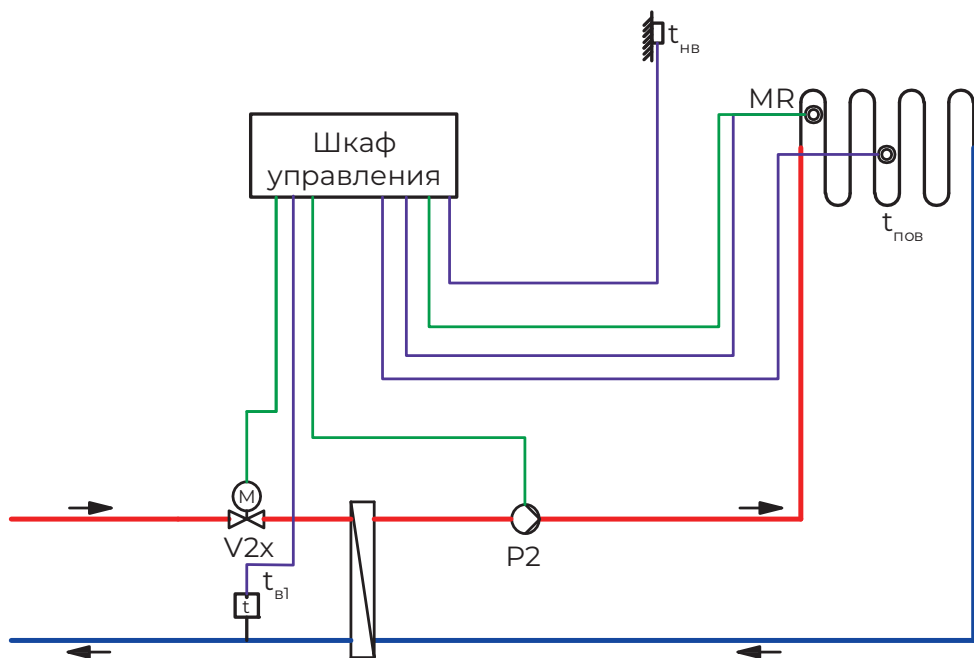 tнв
MR
Шкаф
управления
tпов
M
V2x
P2
tв1
t